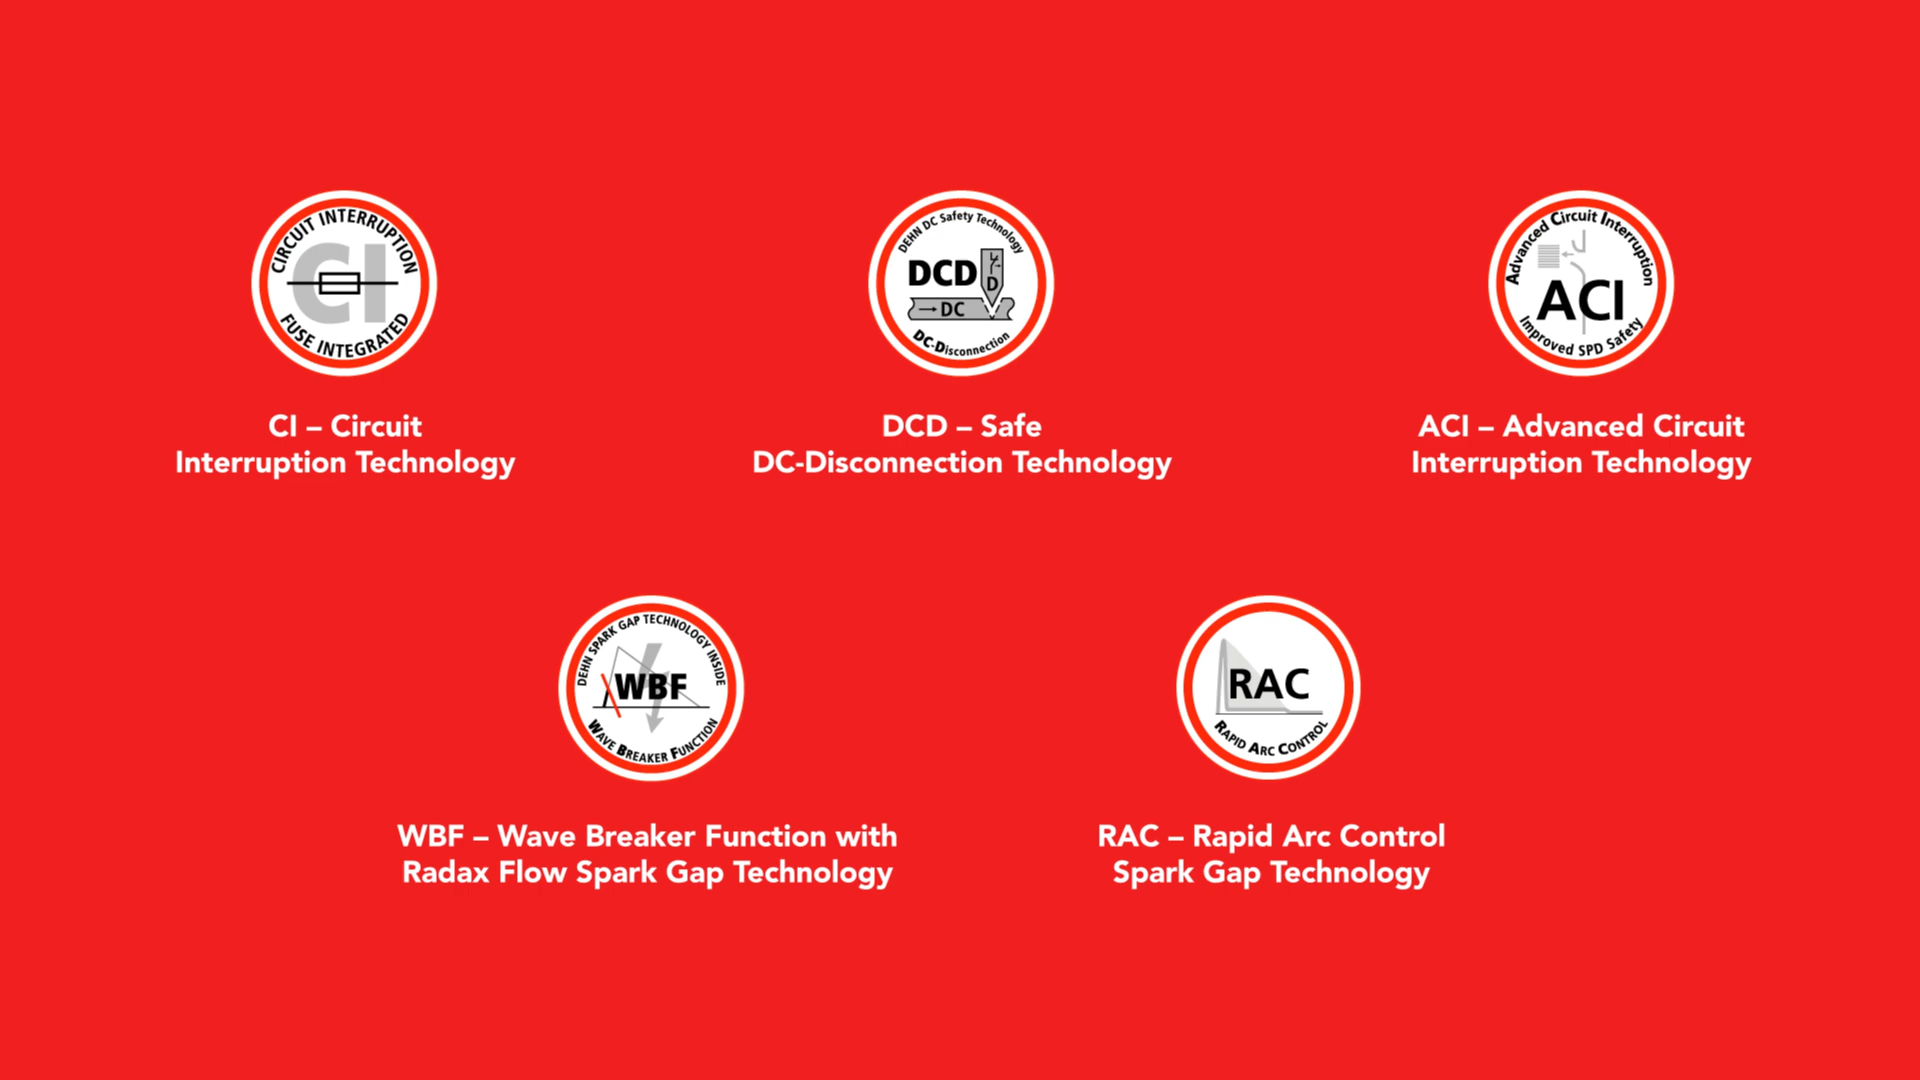 CIRCUIT INTERRUPTION
CI
FUSE INTEGRATED
CI – Circuit
Interruption Technology
DEHN DC Safety Technology
DCD
D
DC
DC-Disconnection
DCD – Safe
DC-Disconnection Technology
Advanced Circuit Interruption
ACI
Improved SPD Safety
ACI – Advanced Circuit
Interruption Technology
DEHN SPARK GAP TECHNOLOGY INSIDE
WBF
WAVE BREAKER FUNCTION
WBF – Wave Breaker Function with
Radax Flow Spark Gap Technology
RAC
RAPID ARC CONTROL
RAC – Rapid Arc Control
Spark Gap Technology